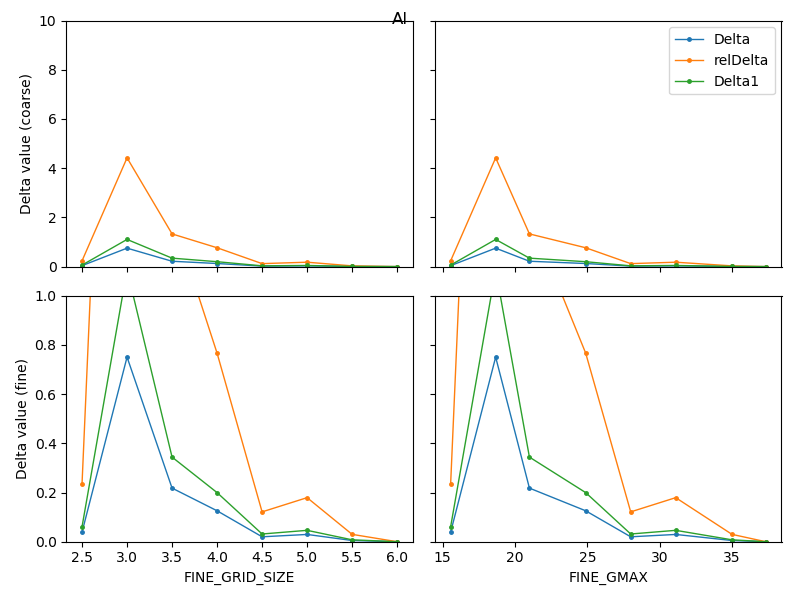 Al
Delta value (coarse)
10
8
6
4
2
0
Delta
relDelta
Delta1
Delta value (fine)
1.0
0.8
0.6
0.4
0.2
0.0
2.5 3.0 3.5 4.0 4.5 5.0 5.5 6.0
FINE_GRID_SIZE
15 20 25 30 35
FINE_GMAX